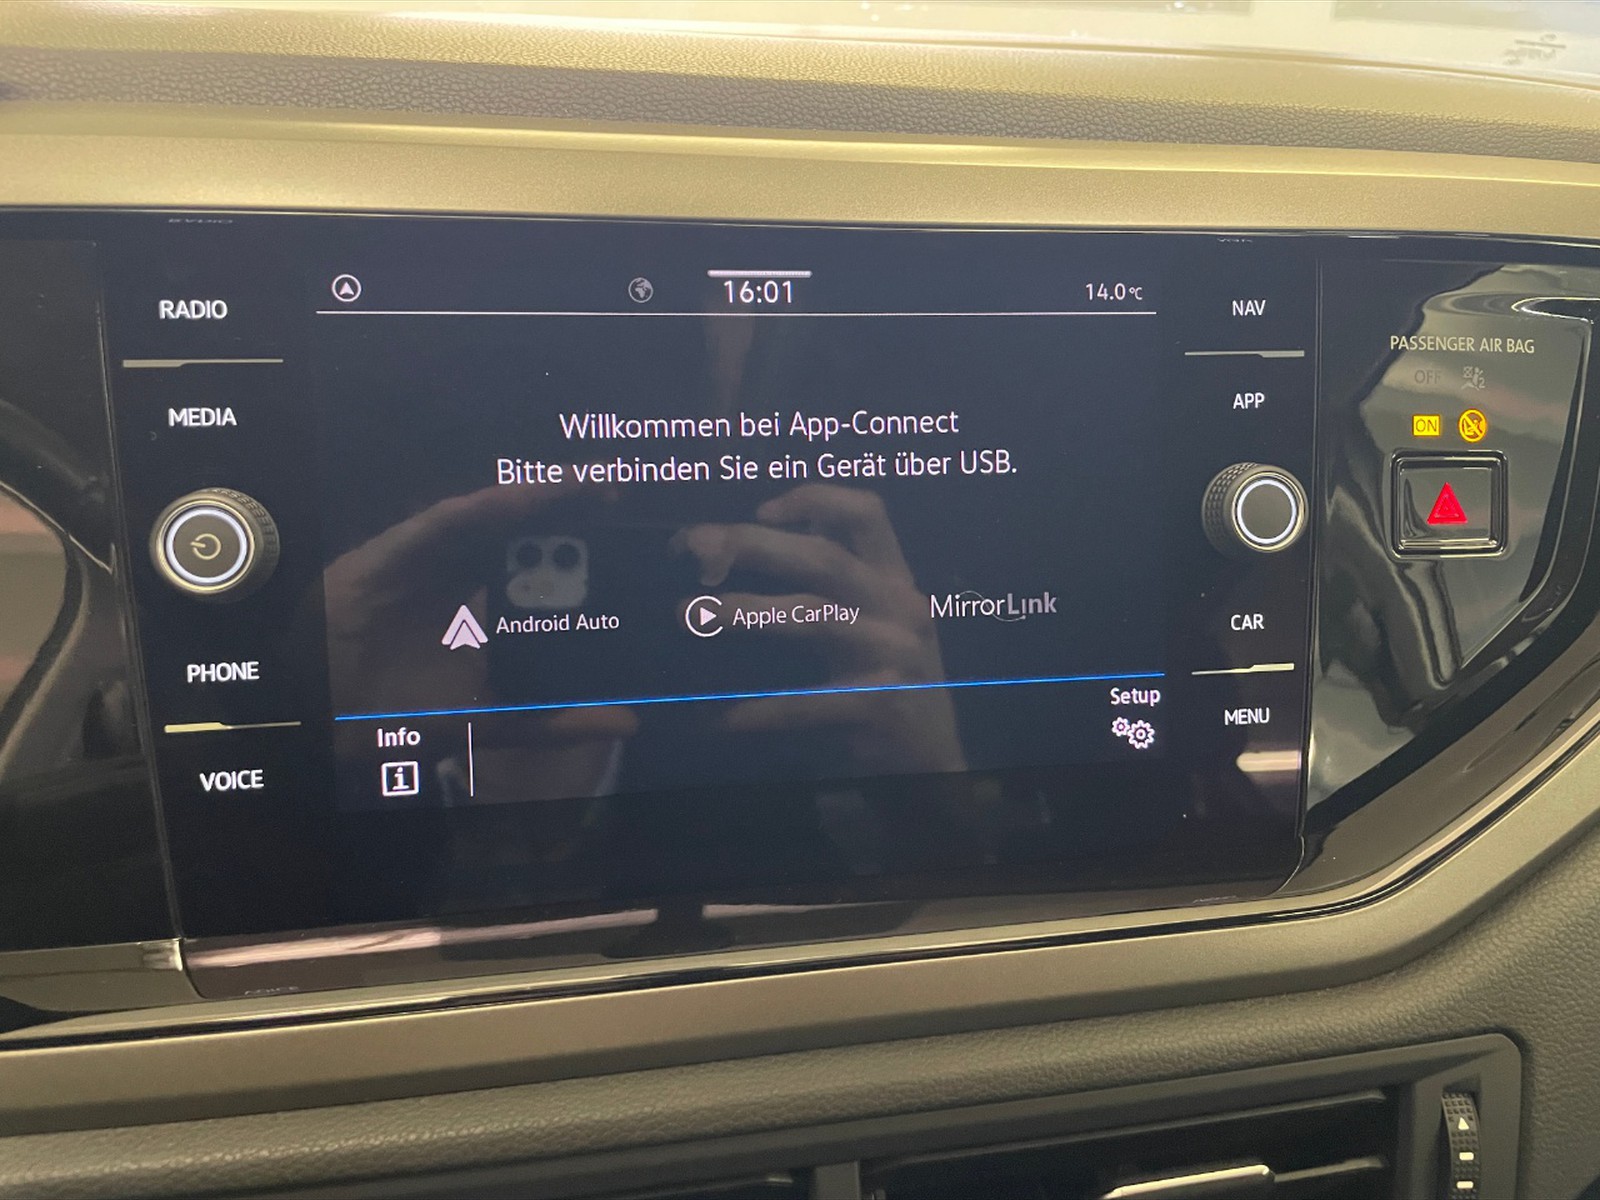 RADIO
MEDIA
PHONE
VOICE
16:01
14.0°C
Willkommen bei App-Connect
Bitte verbinden Sie ein Gerät über USB.
Android Auto
Apple CarPlay
MirrorLink
Info
Setup
NAV
APP
CAR
MENU
PASSENGER AIR BAG
OFF
ON